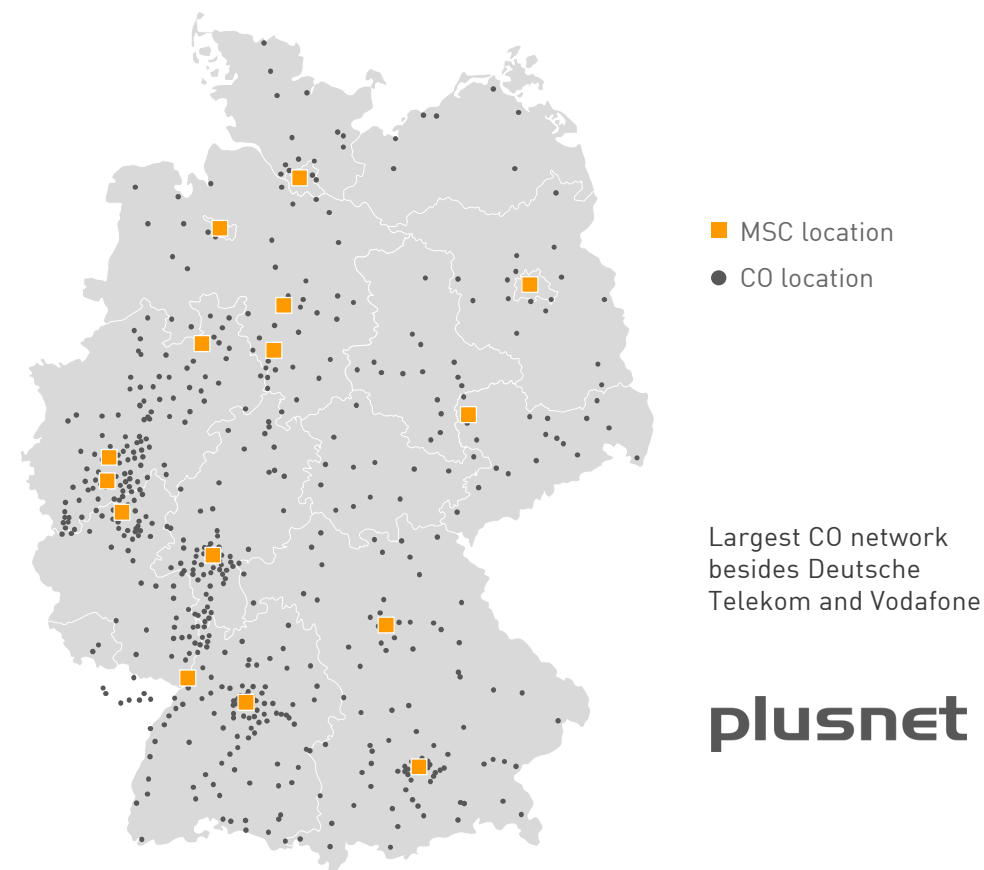 MSC location
CO location
Largest CO network
besides Deutsche
Telekom and Vodafone
plusnet